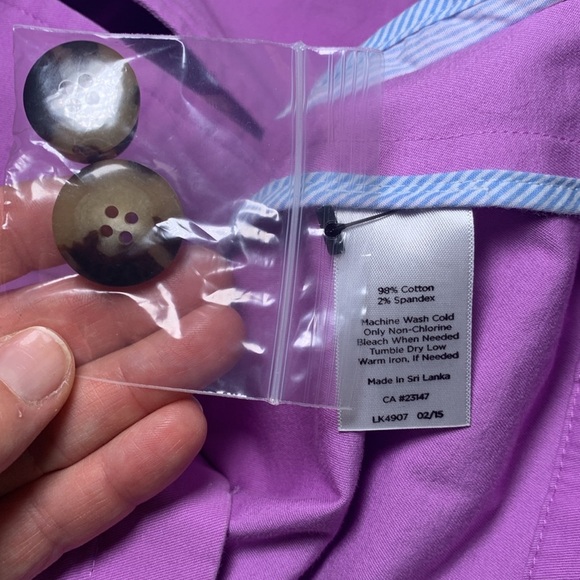 98% Cotton
2% Spandex
Machine Wash Cold
Only Non-Chlorine
Bleach When Needed
Tumble Dry Low
Warm Iron, If Needed
Made in Sri Lanka
CA #23147
LK4907 02/15